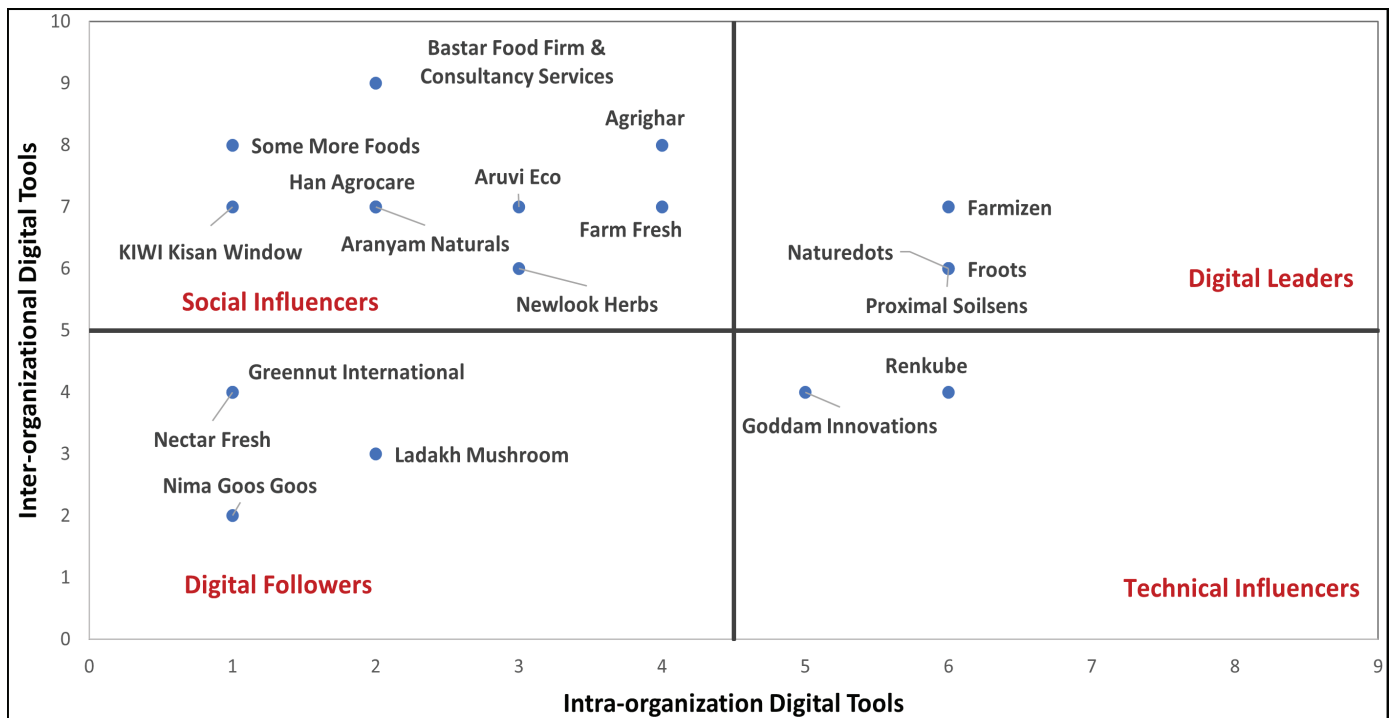 Inter-organizational Digital Tools
10
9
8
7
6
5
4
3
2
1
0
Bastar Food Firm &
Consultancy Services
Agrighar
Some More Foods
Han Agrocare
Aruvi Eco
KIWI Kisan Window
Aranyam Naturals
Farm Fresh
Newlook Herbs
Social Influencers
Farmizen
Naturedots
Froots
Proximal Soilsens
Digital Leaders
Greennut International
Nectar Fresh
Ladakh Mushroom
Nima Goos Goos
Digital Followers
Renkube
Goddam Innovations
Technical Influencers
0 1 2 3 4 5 6 7 8 9
Intra-organization Digital Tools